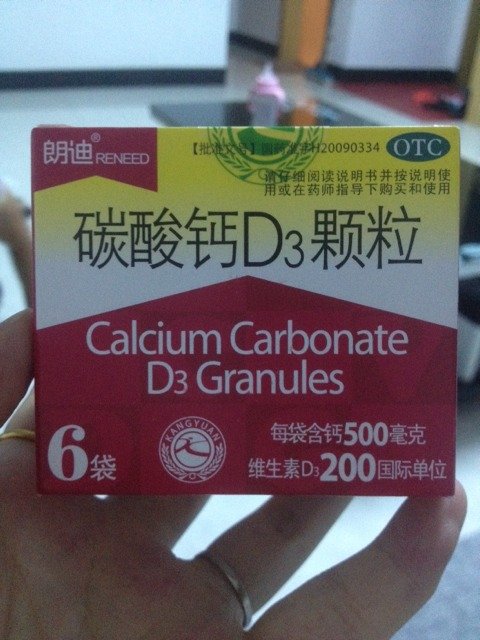 朗迪® RENEED
【批准文号】国药准字H20090334
OTC
请仔细阅读说明书并按说明使
用或在药师指导下购买和使用
碳酸钙D3颗粒
Calcium Carbonate
D3 Granules
6袋
KANGYUAN
每袋含钙500毫克
维生素D3 200国际单位